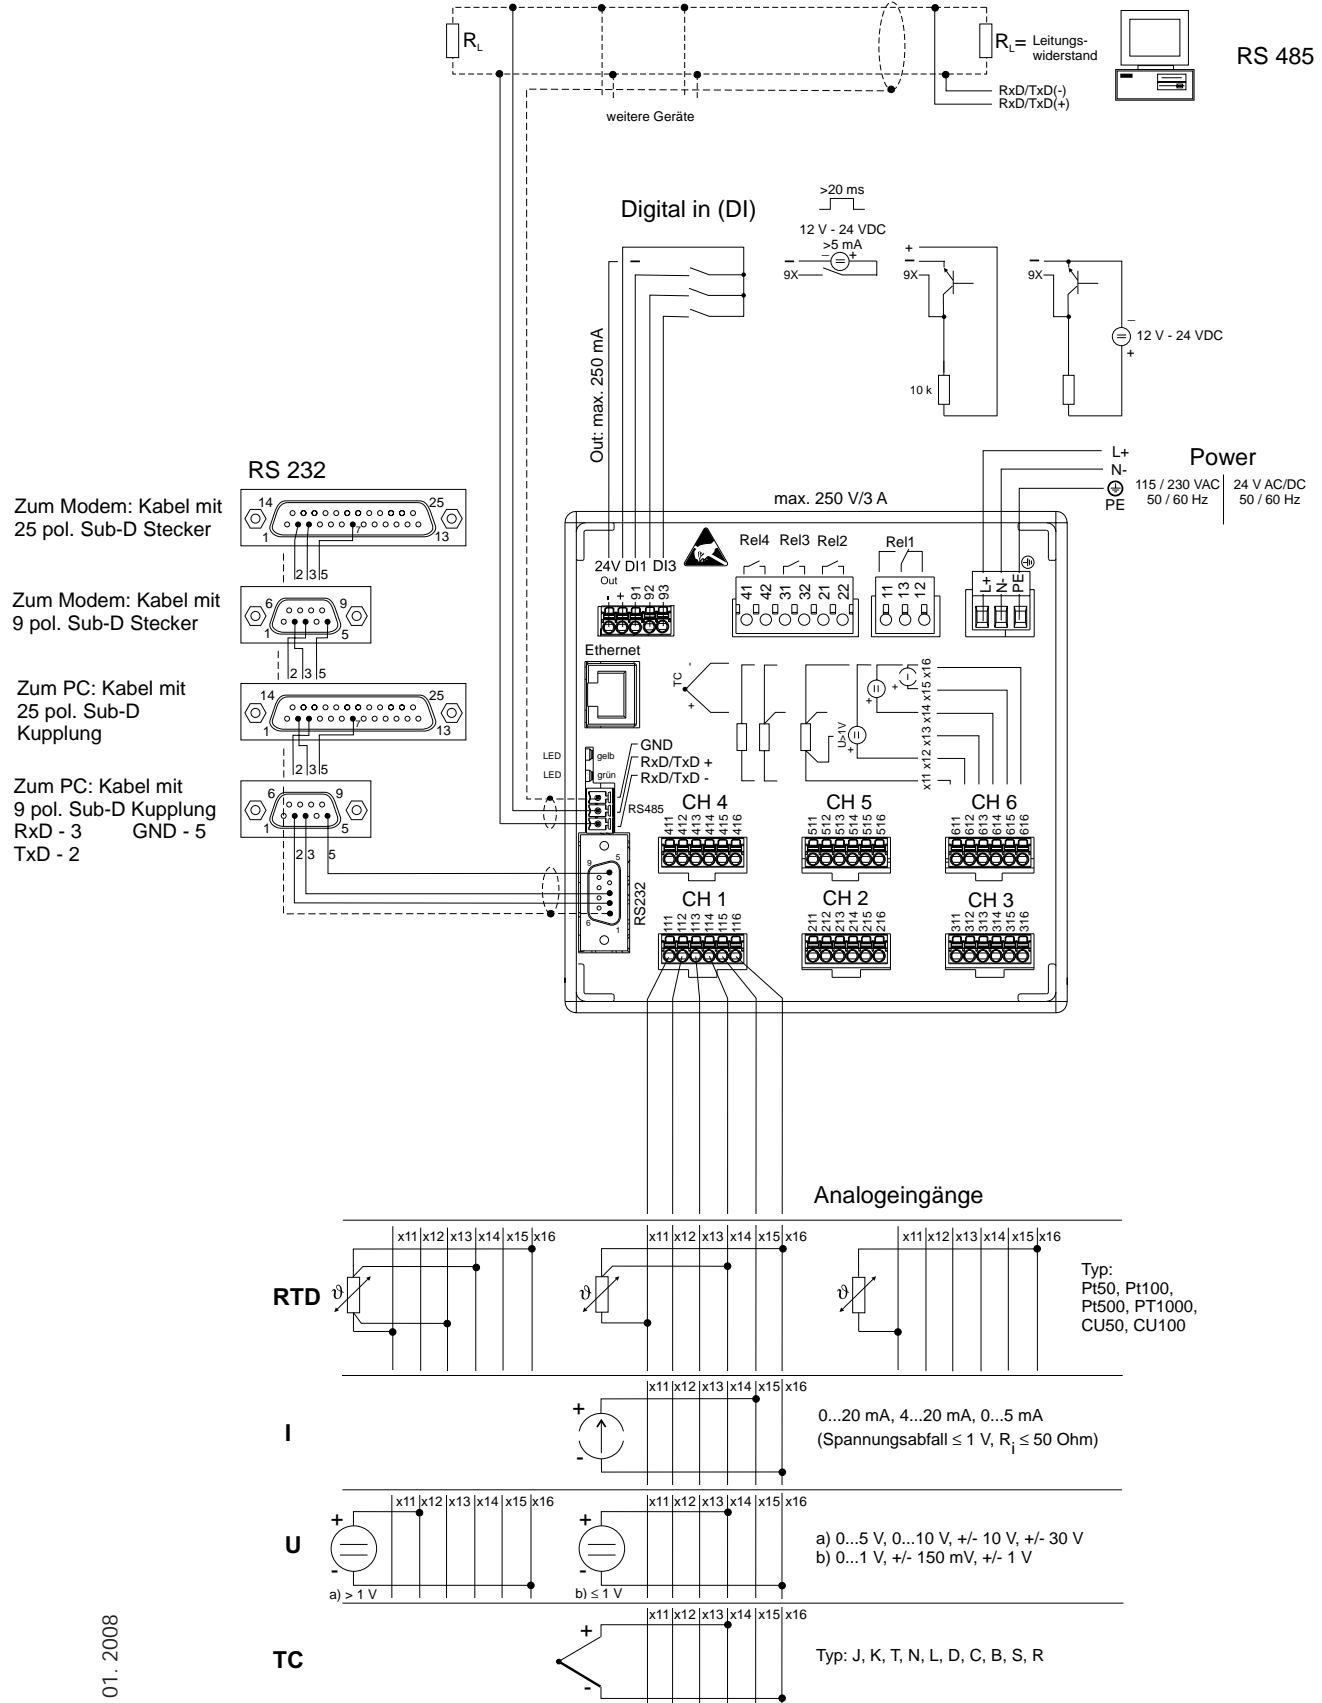 R_L
R_L= Leitungs-
widerstand
RS 485
RxD/TxD(-)
RxD/TxD(+)
weitere Geräte
Digital in (DI)
>20 ms
12 V - 24 VDC
>5 mA
− +
− 9X
+ − 9X
10 k
− 9X
−
12 V - 24 VDC
+
−
Out: max. 250 mA
L+
N-
PE
Power
115 / 230 VAC
50 / 60 Hz
24 V AC/DC
50 / 60 Hz
max. 250 V/3 A
RS 232
Zum Modem: Kabel mit
25 pol. Sub-D Stecker
14 25
1 7 13
2 3 5
Zum Modem: Kabel mit
9 pol. Sub-D Stecker
6 9
1 5
2 3 5
Zum PC: Kabel mit
25 pol. Sub-D
Kupplung
14 25
1 7 13
2 3 5
Zum PC: Kabel mit
9 pol. Sub-D Kupplung
RxD - 3 GND - 5
TxD - 2
6 9
1 5
2 3 5
24V DI1 DI3
Out
- + 91 92 93
Rel4 Rel3 Rel2
41 42 31 32 21 22
Rel1
11 13 12
L+ N- PE
Ethernet
TC
-
+
U>1V
+
+
+
x11 x12 x13 x14 x15 x16
LED gelb
LED grün
GND
RxD/TxD +
RxD/TxD -
RS485
CH 4
411 412 413 414 415 416
CH 5
511 512 513 514 515 516
CH 6
611 612 613 614 615 616
9 5
6 1
RS232
CH 1
111 112 113 114 115 116
CH 2
211 212 213 214 215 216
CH 3
311 312 313 314 315 316
Analogeingänge
x11 x12 x13 x14 x15 x16
x11 x12 x13 x14 x15 x16
x11 x12 x13 x14 x15 x16
RTD
ϑ
ϑ
ϑ
Typ:
Pt50, Pt100,
Pt500, PT1000,
CU50, CU100
x11 x12 x13 x14 x15 x16
I
+
-
0...20 mA, 4...20 mA, 0...5 mA
(Spannungsabfall ≤ 1 V, R_i ≤ 50 Ohm)
x11 x12 x13 x14 x15 x16
x11 x12 x13 x14 x15 x16
U
+
-
a) > 1 V
+
-
b) ≤ 1 V
a) 0...5 V, 0...10 V, +/- 10 V, +/- 30 V
b) 0...1 V, +/- 150 mV, +/- 1 V
x11 x12 x13 x14 x15 x16
TC
+
-
Typ: J, K, T, N, L, D, C, B, S, R
01. 2008